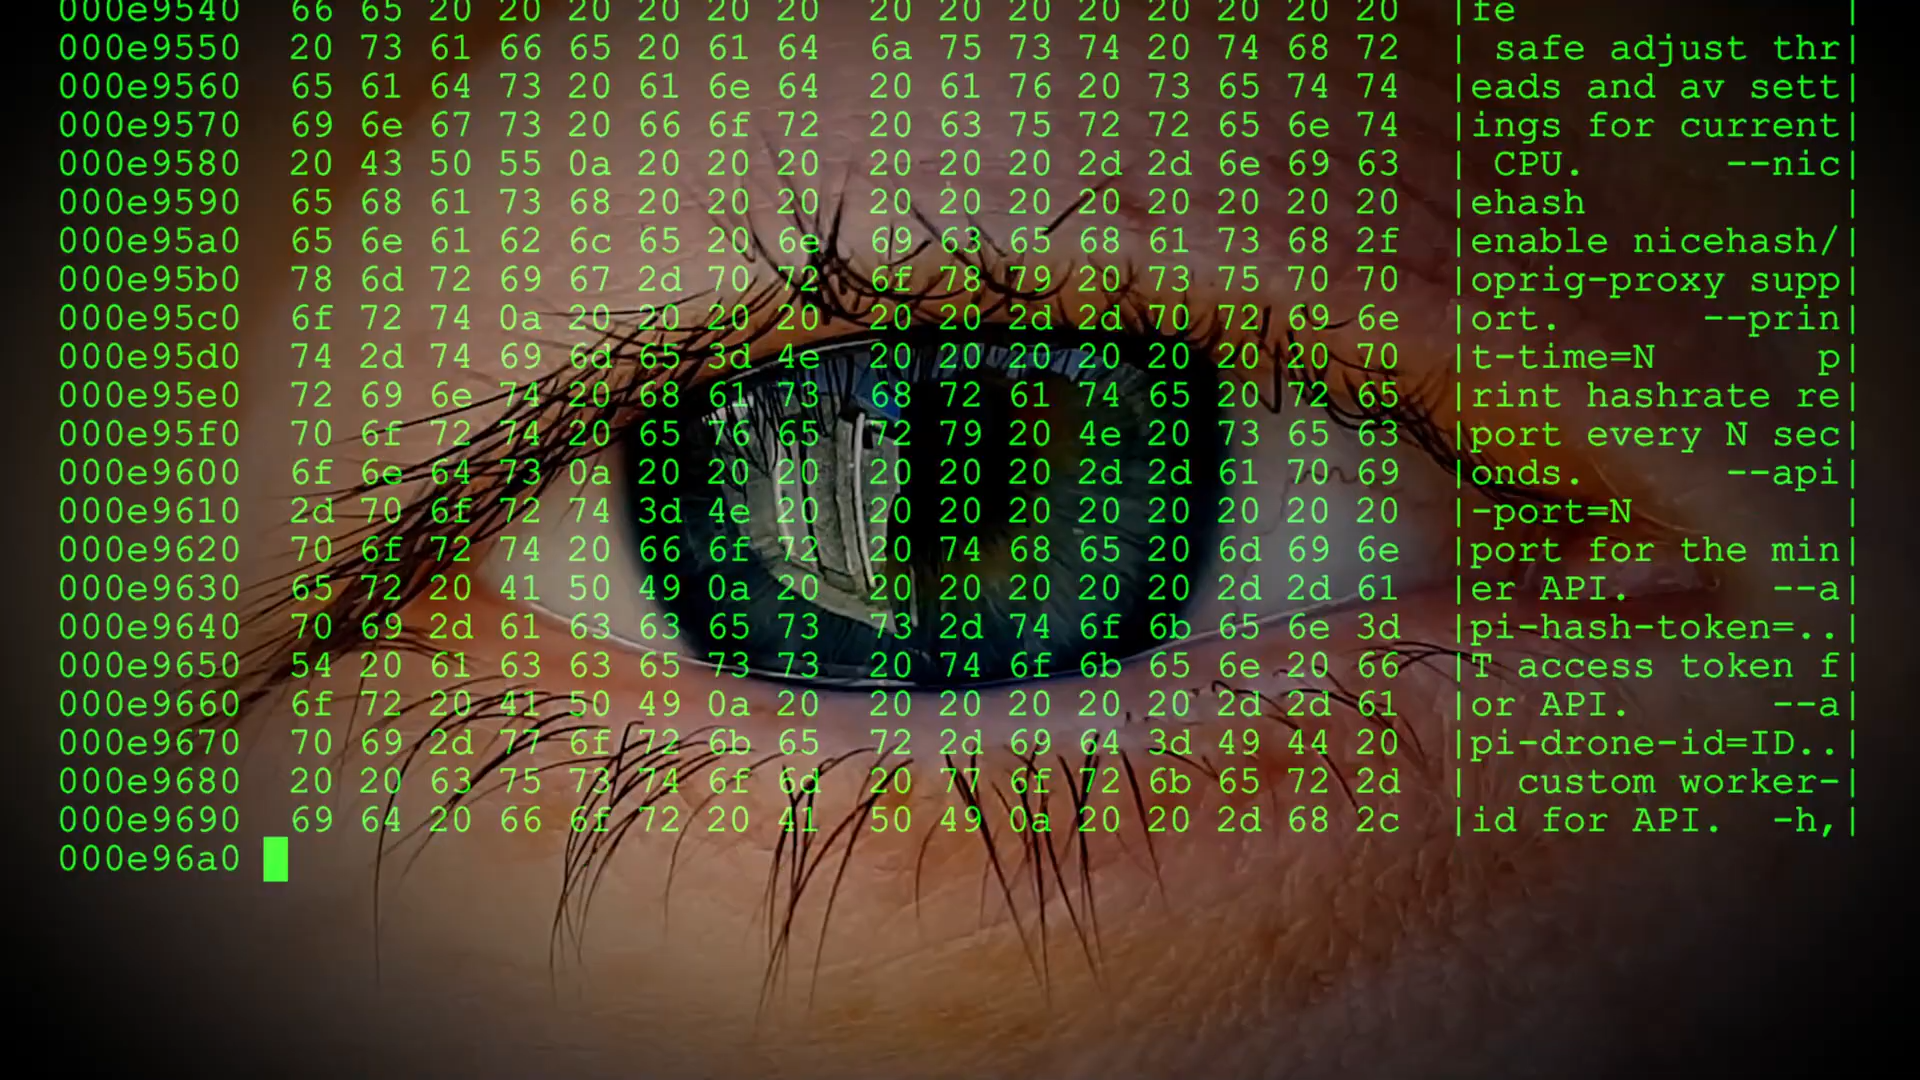 000e9540 66 65 20 20 20 20 20 20 20 20 20 20 20 20 20 20 |fe |
000e9550 20 73 61 66 65 20 61 64 6a 75 73 74 20 74 68 72 | safe adjust thr|
000e9560 65 61 64 73 20 61 6e 64 20 61 76 20 73 65 74 74 |eads and av sett|
000e9570 69 6e 67 73 20 66 6f 72 20 63 75 72 72 65 6e 74 |ings for current|
000e9580 20 43 50 55 0a 20 20 20 20 20 20 2d 2d 6e 69 63 | CPU. --nic|
000e9590 65 68 61 73 68 20 20 20 20 20 20 20 20 20 20 20 |ehash |
000e95a0 65 6e 61 62 6c 65 20 6e 69 63 65 68 61 73 68 2f |enable nicehash/|
000e95b0 78 6d 72 69 67 2d 70 72 6f 78 79 20 73 75 70 70 |oprig-proxy supp|
000e95c0 6f 72 74 0a 20 20 20 20 20 20 2d 2d 70 72 69 6e |ort. --prin|
000e95d0 74 2d 74 69 6d 65 3d 4e 20 20 20 20 20 20 20 70 |t-time=N p|
000e95e0 72 69 6e 74 20 68 61 73 68 72 61 74 65 20 72 65 |rint hashrate re|
000e95f0 70 6f 72 74 20 65 76 65 72 79 20 4e 20 73 65 63 |port every N sec|
000e9600 6f 6e 64 73 0a 20 20 20 20 20 20 2d 2d 61 70 69 |onds. --api|
000e9610 2d 70 6f 72 74 3d 4e 20 20 20 20 20 20 20 20 20 |-port=N |
000e9620 70 6f 72 74 20 66 6f 72 20 74 68 65 20 6d 69 6e |port for the min|
000e9630 65 72 20 41 50 49 0a 20 20 20 20 20 20 2d 2d 61 |er API. --a|
000e9640 70 69 2d 61 63 63 65 73 73 2d 74 6f 6b 65 6e 3d |pi-hash-token=..|
000e9650 54 20 61 63 63 65 73 73 20 74 6f 6b 65 6e 20 66 |T access token f|
000e9660 6f 72 20 41 50 49 0a 20 20 20 20 20 20 2d 2d 61 |or API. --a|
000e9670 70 69 2d 77 6f 72 6b 65 72 2d 69 64 3d 49 44 20 |pi-drone-id=ID..|
000e9680 20 20 63 75 73 74 6f 6d 20 77 6f 72 6b 65 72 2d | custom worker-|
000e9690 69 64 20 66 6f 72 20 41 50 49 0a 20 20 2d 68 2c |id for API. -h,|
000e96a0